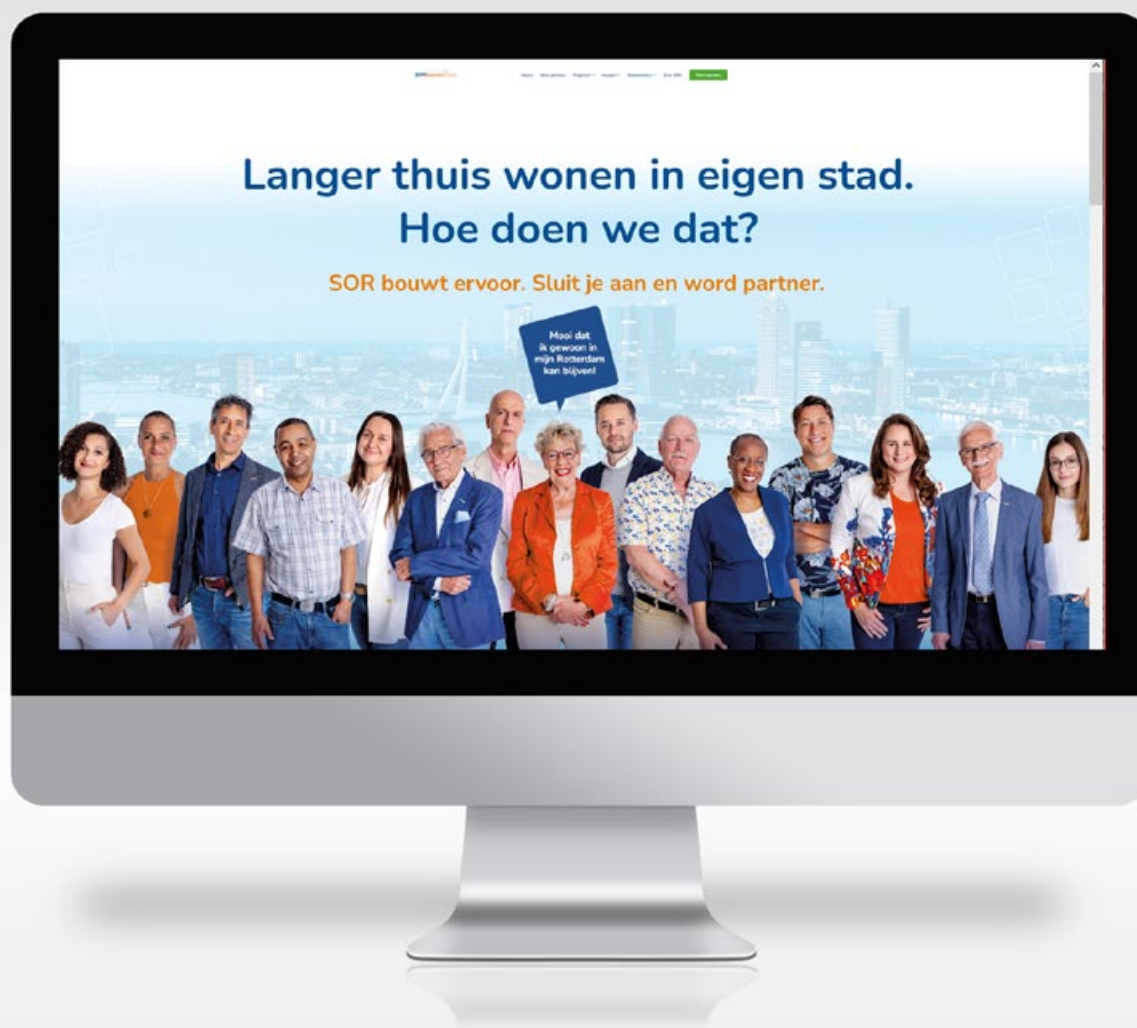 Langer thuis wonen in eigen stad.
Hoe doen we dat?
SOR bouwt ervoor. Sluit je aan en word partner.
Mooi dat
ik gewoon in
mijn Rotterdam
kan blijven!